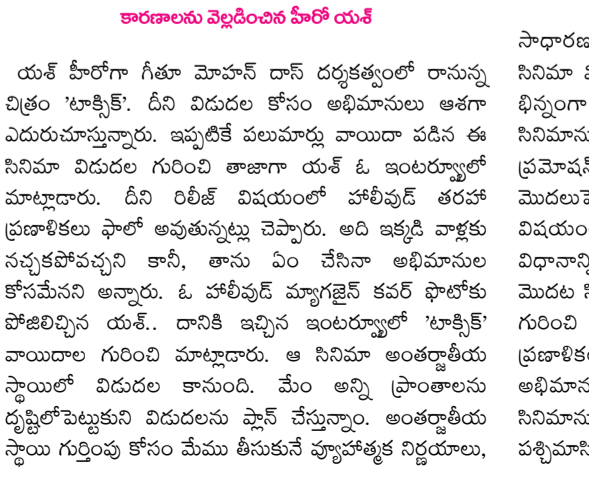 కారణాలను వెల్లడించిన హీరో యశ్
యశ్ హీరోగా గీతూ మోహన్ దాస్ దర్శకత్వంలో రానున్న
చిత్రం 'టాక్సిక్'. దీని విడుదల కోసం అభిమానులు ఆశగా
ఎదురుచూస్తున్నారు. ఇప్పటికే పలుమార్లు వాయిదా పడిన ఈ
సినిమా విడుదల గురించి తాజాగా యశ్ ఓ ఇంటర్వ్యూలో
మాట్లాడారు. దీని రిలీజ్ విషయంలో హాలీవుడ్ తరహా
ప్రణాళికలు ఫాలో అవుతున్నట్లు చెప్పారు. అది ఇక్కడి వాళ్లకు
నచ్చకపోవచ్చని కానీ, తాను ఏం చేసినా అభిమానుల
కోసమేనని అన్నారు. ఓ హాలీవుడ్ మ్యాగజైన్ కవర్ ఫొటోకు
పోజిలిచ్చిన యశ్.. దానికి ఇచ్చిన ఇంటర్వ్యూలో 'టాక్సిక్'
వాయిదాల గురించి మాట్లాడారు. ఆ సినిమా అంతర్జాతీయ
స్థాయిలో విడుదల కానుంది. మేం అన్ని ప్రాంతాలను
దృష్టిలోపెట్టుకుని విడుదలను ప్లాన్ చేస్తున్నాం. అంతర్జాతీయ
స్థాయి గుర్తింపు కోసం మేము తీసుకునే వ్యూహాత్మక నిర్ణయాలు,
సాధారణ
సినిమా
భిన్నంగా
సినిమాను
ప్రమోషన్
మొదలుపె
విషయం
విధానాన్ని
మొదట
గురించి
ప్రణాళిక
అభిమాన
సినిమాను
పశ్చిమాసి